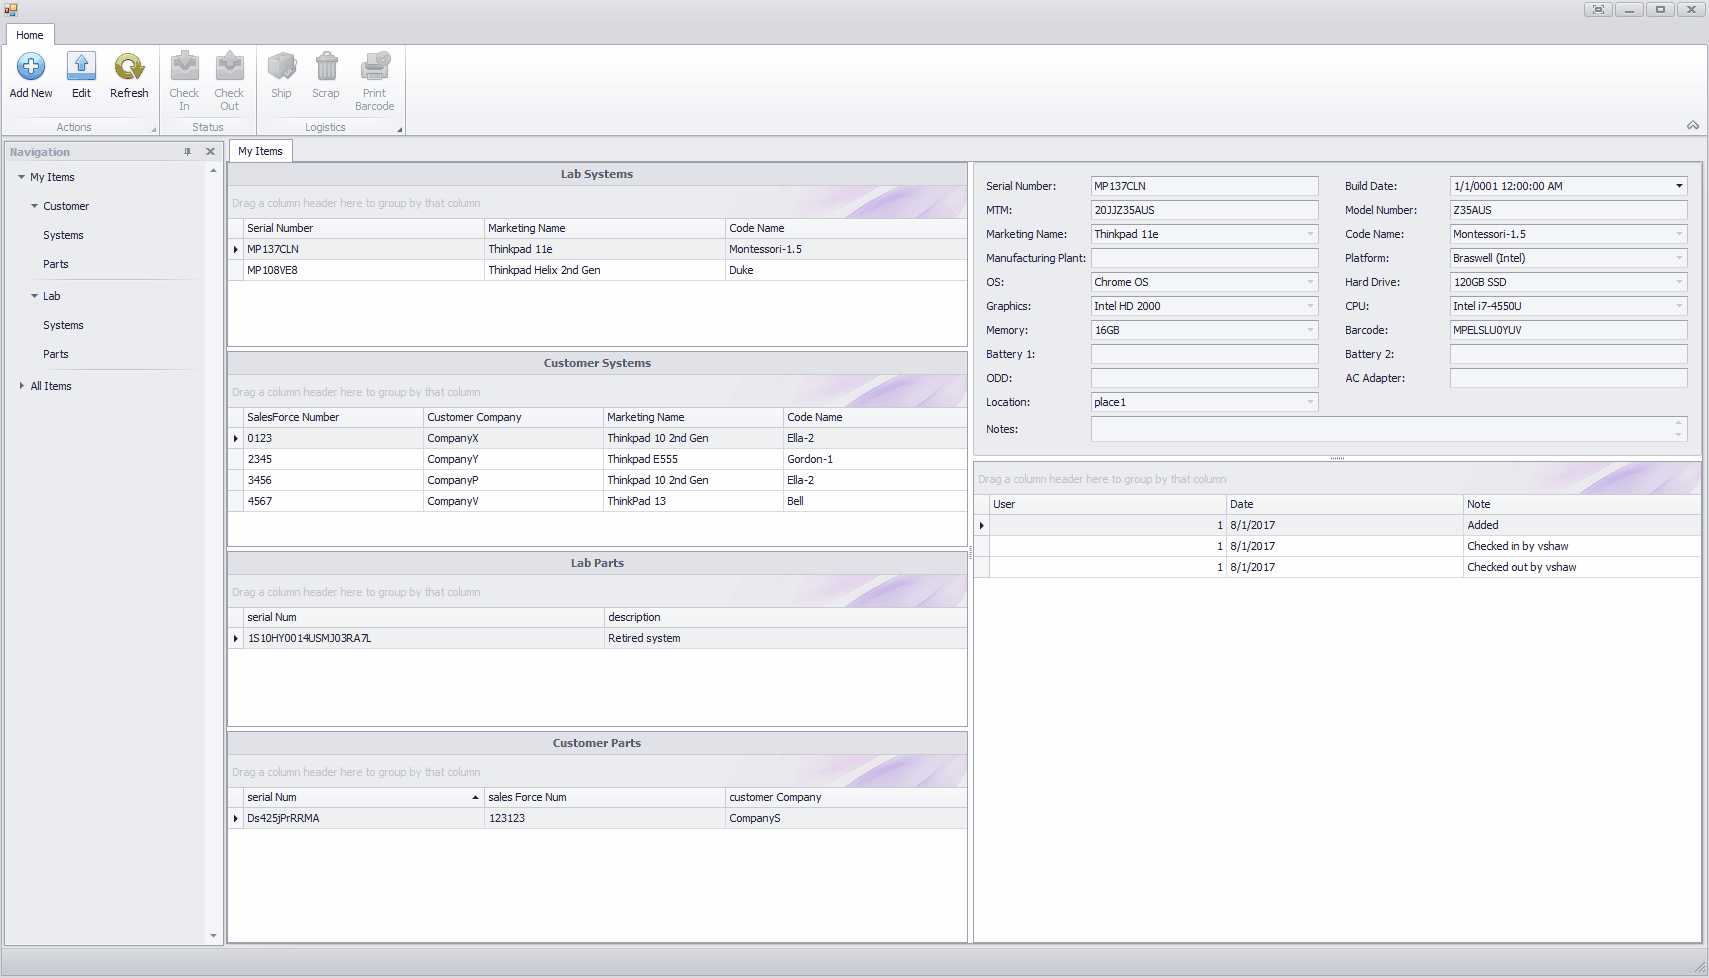 Home
Add New Edit Refresh Check In Check Out Ship Scrap Print Barcode
Actions Status Logistics
Navigation
My Items
Customer
Systems
Parts
Lab
Systems
Parts
All Items
My Items
Lab Systems
Drag a column header here to group by that column
Serial Number Marketing Name Code Name
MP137CLN Thinkpad 11e Montessori-1.5
MP108VE8 Thinkpad Helix 2nd Gen Duke
Customer Systems
Drag a column header here to group by that column
SalesForce Number Customer Company Marketing Name Code Name
0123 CompanyX Thinkpad 10 2nd Gen Ella-2
2345 CompanyY Thinkpad E555 Gordon-1
3456 CompanyP Thinkpad 10 2nd Gen Ella-2
4567 CompanyV ThinkPad 13 Bell
Lab Parts
Drag a column header here to group by that column
serial Num description
1S10HY0014USMJ03RA7L Retired system
Customer Parts
Drag a column header here to group by that column
serial Num sales Force Num customer Company
Ds425jPrRRMA 123123 CompanyS
Serial Number: MP137CLN Build Date: 1/1/0001 12:00:00 AM
MTM: 20JJZ35AUS Model Number: Z35AUS
Marketing Name: Thinkpad 11e Code Name: Montessori-1.5
Manufacturing Plant: Platform: Braswell (Intel)
OS: Chrome OS Hard Drive: 120GB SSD
Graphics: Intel HD 2000 CPU: Intel i7-4550U
Memory: 16GB Barcode: MPELSLU0YUV
Battery 1: Battery 2:
ODD: AC Adapter:
Location: place1
Notes:
Drag a column header here to group by that column
User Date Note
1 8/1/2017 Added
1 8/1/2017 Checked in by vshaw
1 8/1/2017 Checked out by vshaw